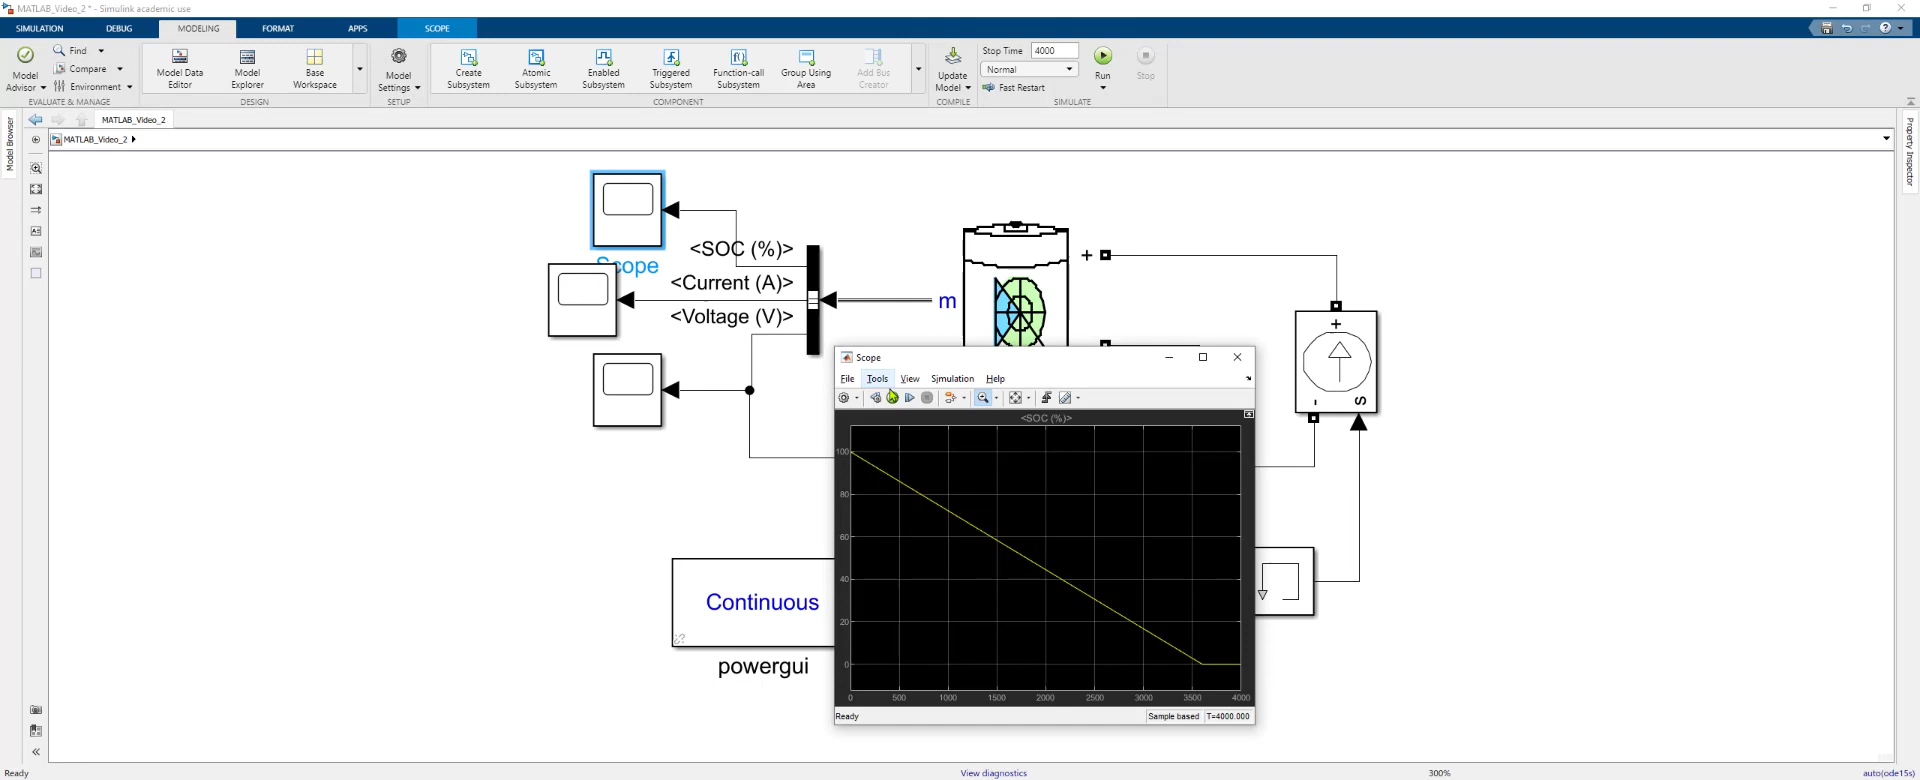 MATLAB_Video_2 * - Simulink academic use
SIMULATION DEBUG MODELING FORMAT APPS SCOPE
Model Advisor
Find
Compare
Environment
EVALUATE & MANAGE
Model Data Editor
Model Explorer
Base Workspace
DESIGN
Model Settings
SETUP
Create Subsystem
Atomic Subsystem
Enabled Subsystem
Triggered Subsystem
Function-call Subsystem
Group Using Area
Add Bus Creator
COMPONENT
Update Model
COMPILE
Stop Time 4000
Normal
Fast Restart
Run
Stop
SIMULATE
Model Browser
MATLAB_Video_2
MATLAB_Video_2
Property Inspector
Scope
<SOC (%)>
<Current (A)>
<Voltage (V)>
m
+
+
-
S
Continuous
powergui
Scope
File Tools View Simulation Help
<SOC (%)>
100
80
60
40
20
0
0 500 1000 1500 2000 2500 3000 3500 4000
Ready Sample based T=4000.000
Ready View diagnostics 300% auto(ode15s)